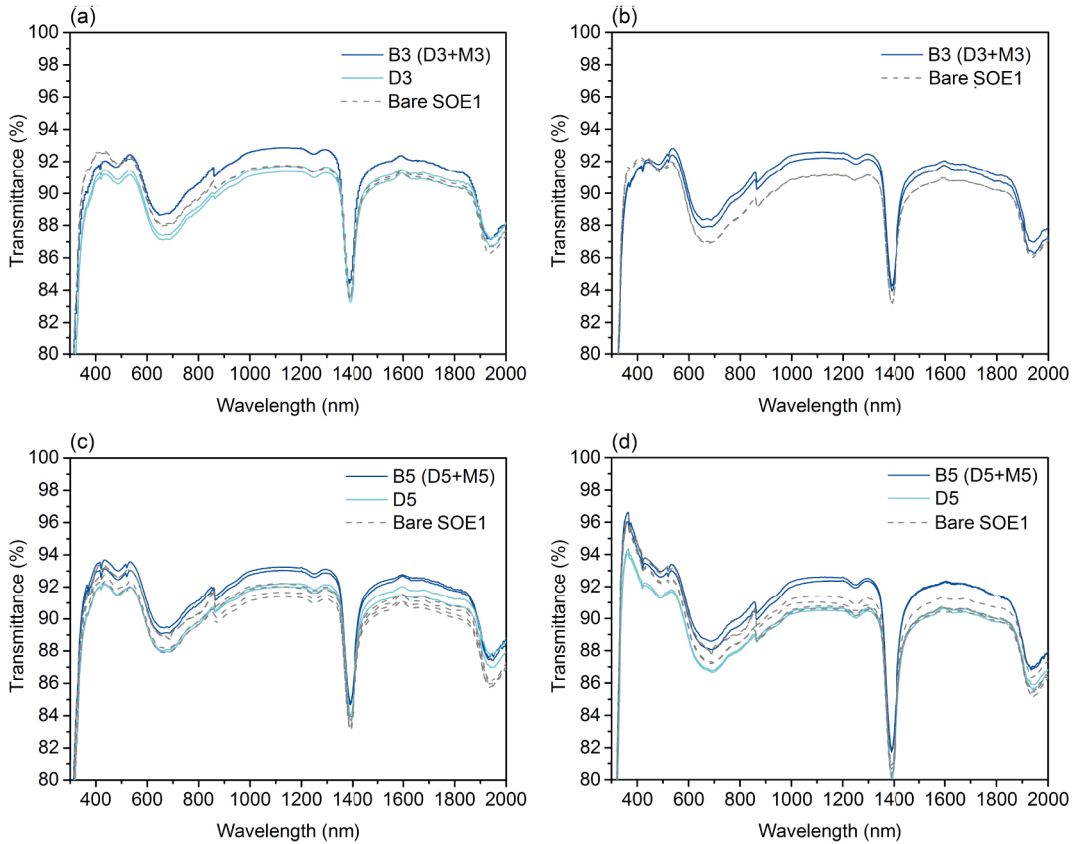 (a)
B3 (D3+M3)
D3
Bare SOE1
Transmittance (%)
100
98
96
94
92
90
88
86
84
82
80
400 600 800 1000 1200 1400 1600 1800 2000
Wavelength (nm)
(b)
B3 (D3+M3)
Bare SOE1
Transmittance (%)
100
98
96
94
92
90
88
86
84
82
80
400 600 800 1000 1200 1400 1600 1800 2000
Wavelength (nm)
(c)
B5 (D5+M5)
D5
Bare SOE1
Transmittance (%)
100
98
96
94
92
90
88
86
84
82
80
400 600 800 1000 1200 1400 1600 1800 2000
Wavelength (nm)
(d)
B5 (D5+M5)
D5
Bare SOE1
Transmittance (%)
100
98
96
94
92
90
88
86
84
82
80
400 600 800 1000 1200 1400 1600 1800 2000
Wavelength (nm)